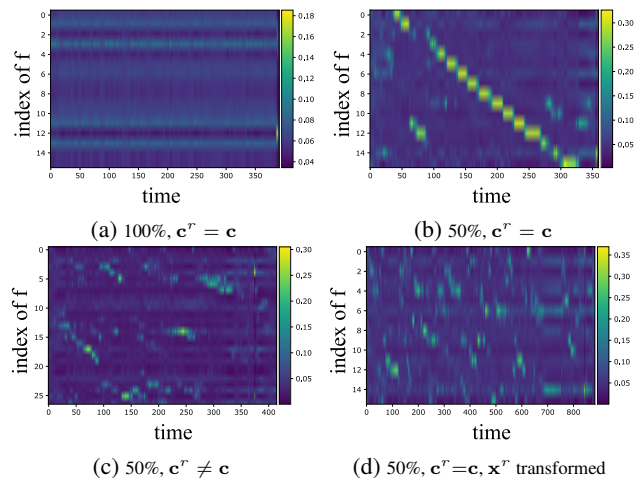 0 2 4 6 8 10 12 14
index of f
0 50 100 150 200 250 300 350
time
0.18 0.16 0.14 0.12 0.10 0.08 0.06 0.04
0 2 4 6 8 10 12 14
index of f
0 50 100 150 200 250 300 350
time
0.30 0.25 0.20 0.15 0.10 0.05
(a) 100%, c^r = c
(b) 50%, c^r = c
0 5 10 15 20 25
index of f
0 50 100 150 200 250 300 350 400
time
0.30 0.25 0.20 0.15 0.10 0.05
0 2 4 6 8 10 12 14
index of f
0 100 200 300 400 500 600 700 800
time
0.35 0.30 0.25 0.20 0.15 0.10 0.05
(c) 50%, c^r ≠ c
(d) 50%, c^r=c, x^r transformed